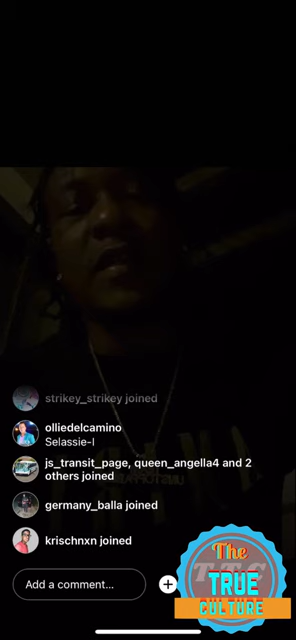 strikey_strikey joined
olliedelcamino
Selassie-I
js_transit_page, queen_angella4 and 2
others joined
germany_balla joined
krischnxn joined
Add a comment...
The
TRUE
CULTURE